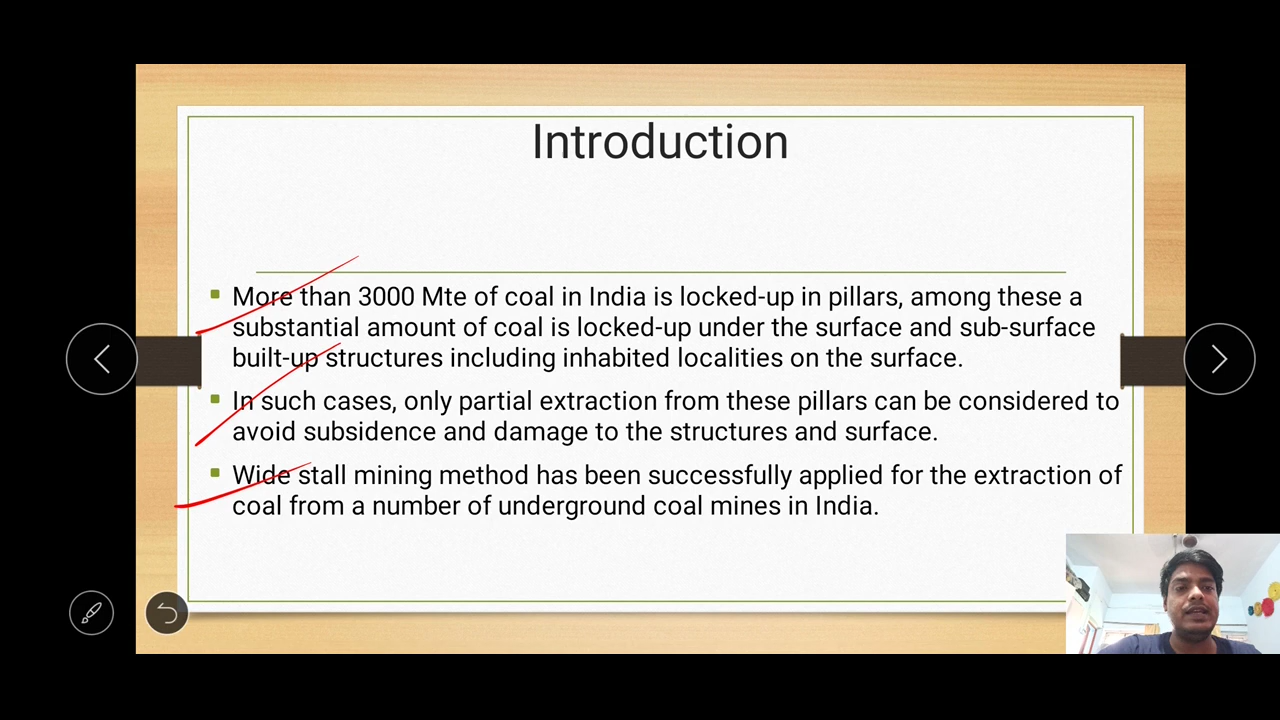 Introduction
More than 3000 Mte of coal in India is locked-up in pillars, among these a
substantial amount of coal is locked-up under the surface and sub-surface
built-up structures including inhabited localities on the surface.
In such cases, only partial extraction from these pillars can be considered to
avoid subsidence and damage to the structures and surface.
Wide stall mining method has been successfully applied for the extraction of
coal from a number of underground coal mines in India.